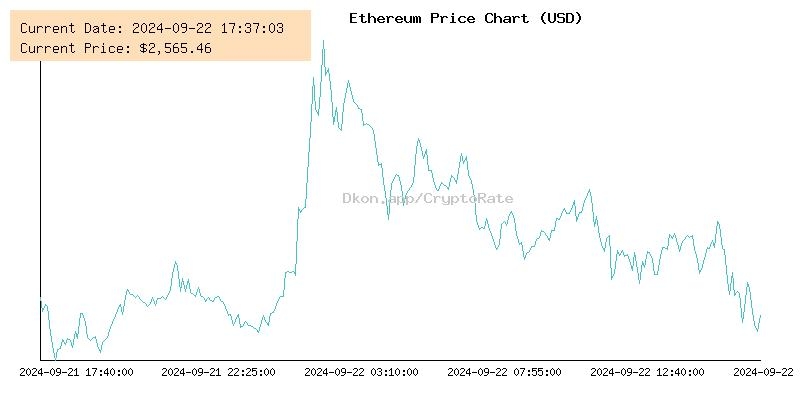 Ethereum Price Chart (USD)
Current Date: 2024-09-22 17:37:03
Current Price: $2,565.46
Dkon.app/CryptoRate
2024-09-21 17:40:00 2024-09-21 22:25:00 2024-09-22 03:10:00 2024-09-22 07:55:00 2024-09-22 12:40:00 2024-09-22